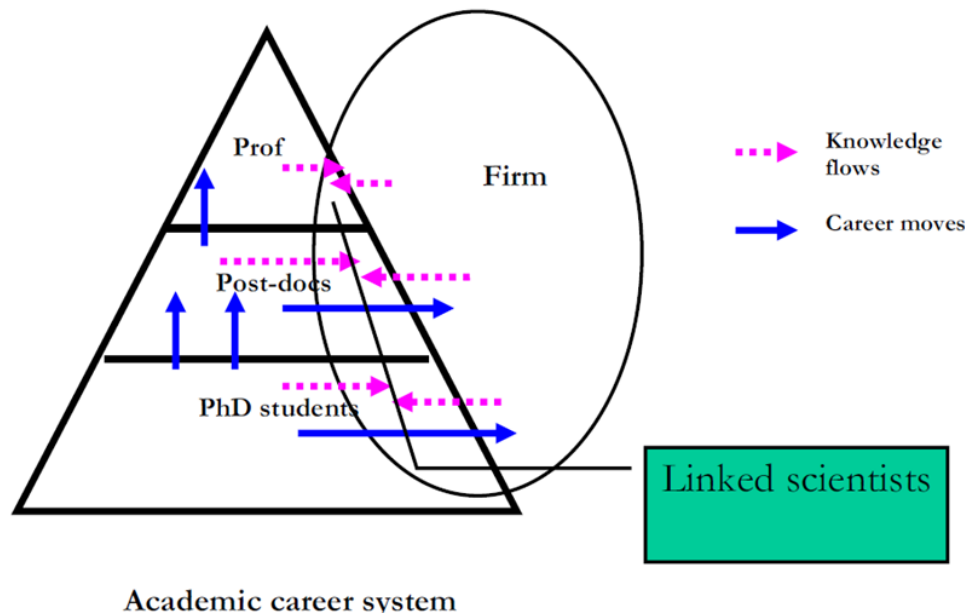 Prof
Firm
Knowledge
flows
Career moves
Post-docs
PhD students
Linked scientists
Academic career system